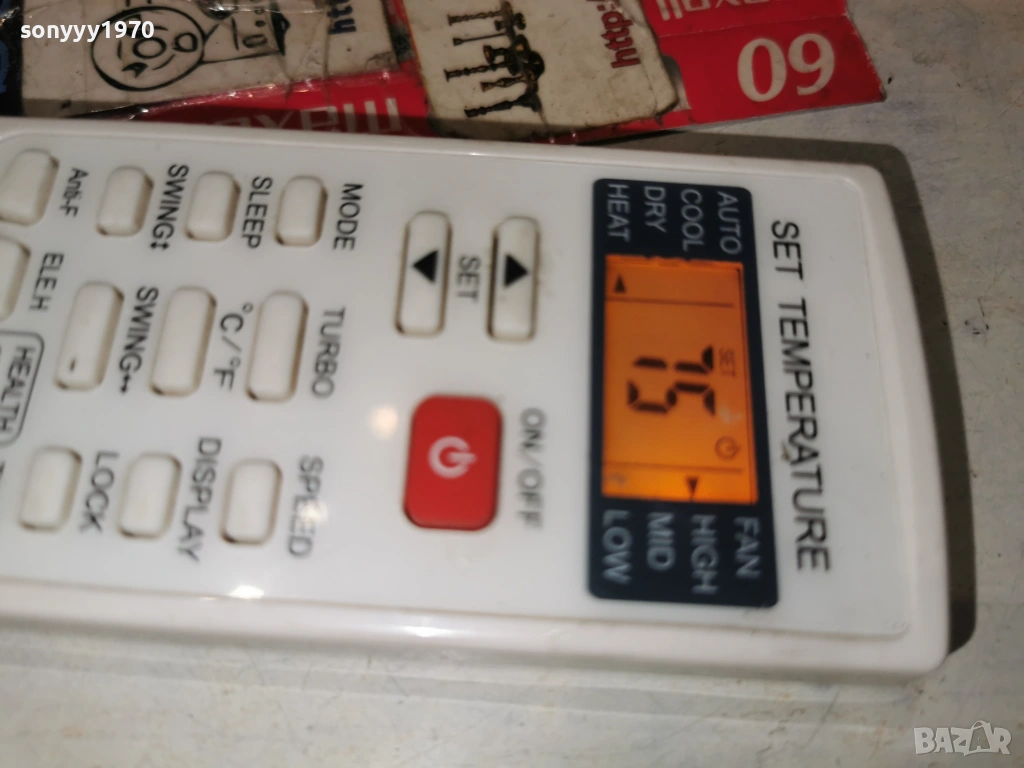 sonyyy1970
http:
09
SET TEMPERATURE
AUTO
COOL
DRY
HEAT
FAN
HIGH
MID
LOW
SET
SET
ON/OFF
MODE
TURBO
SPEED
SLEEP
°C/°F
DISPLAY
SWING↕
SWING↔
LOCK
Anti-F
ELE.H
HEALTH
BAZAR